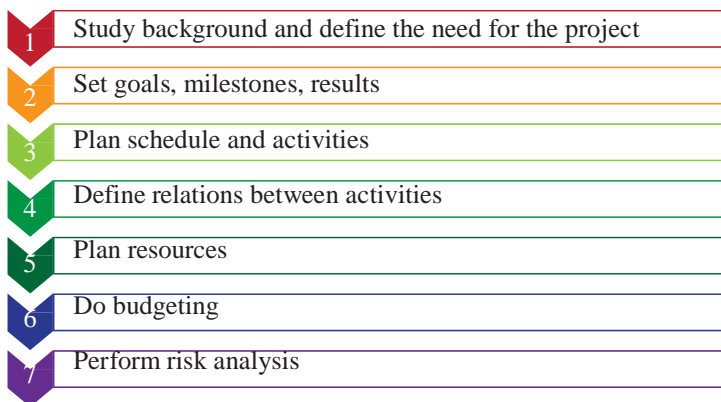 1 Study background and define the need for the project
2 Set goals, milestones, results
3 Plan schedule and activities
4 Define relations between activities
5 Plan resources
6 Do budgeting
7 Perform risk analysis